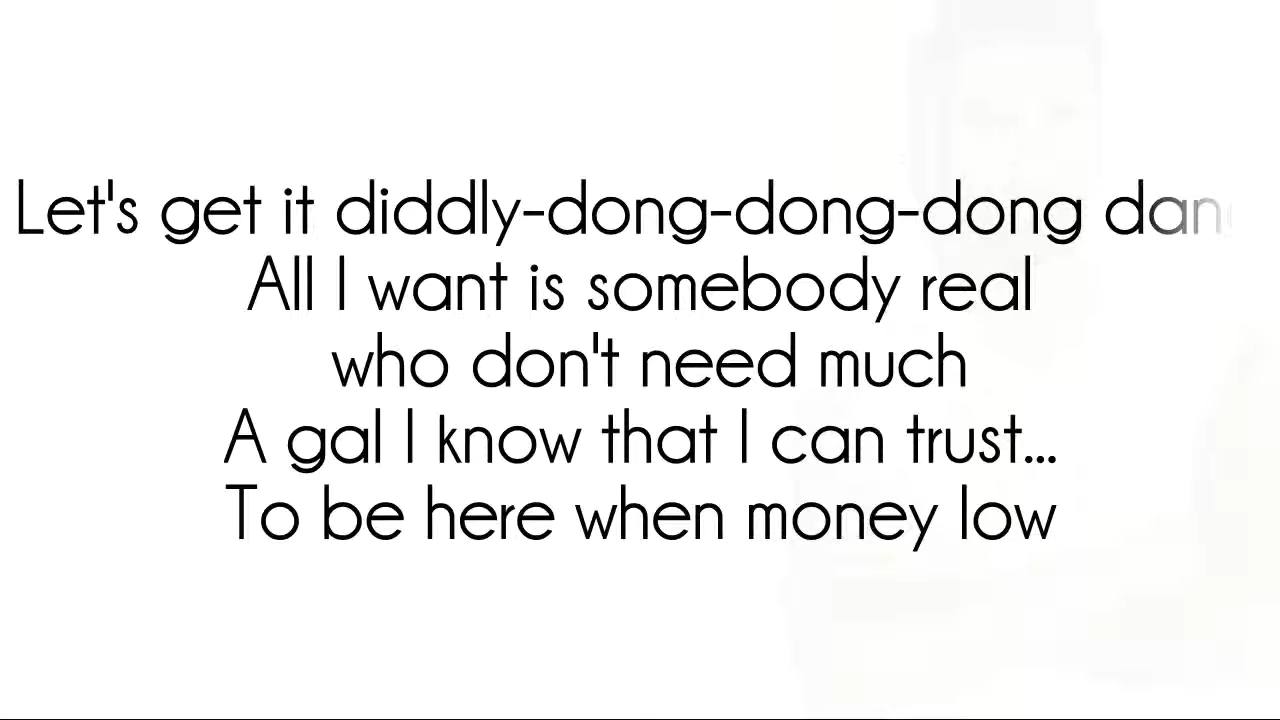 Let's get it diddly-dong-dong-dong
All I want is somebody real
who don't need much
A gal I know that I can trust...
To be here when money low